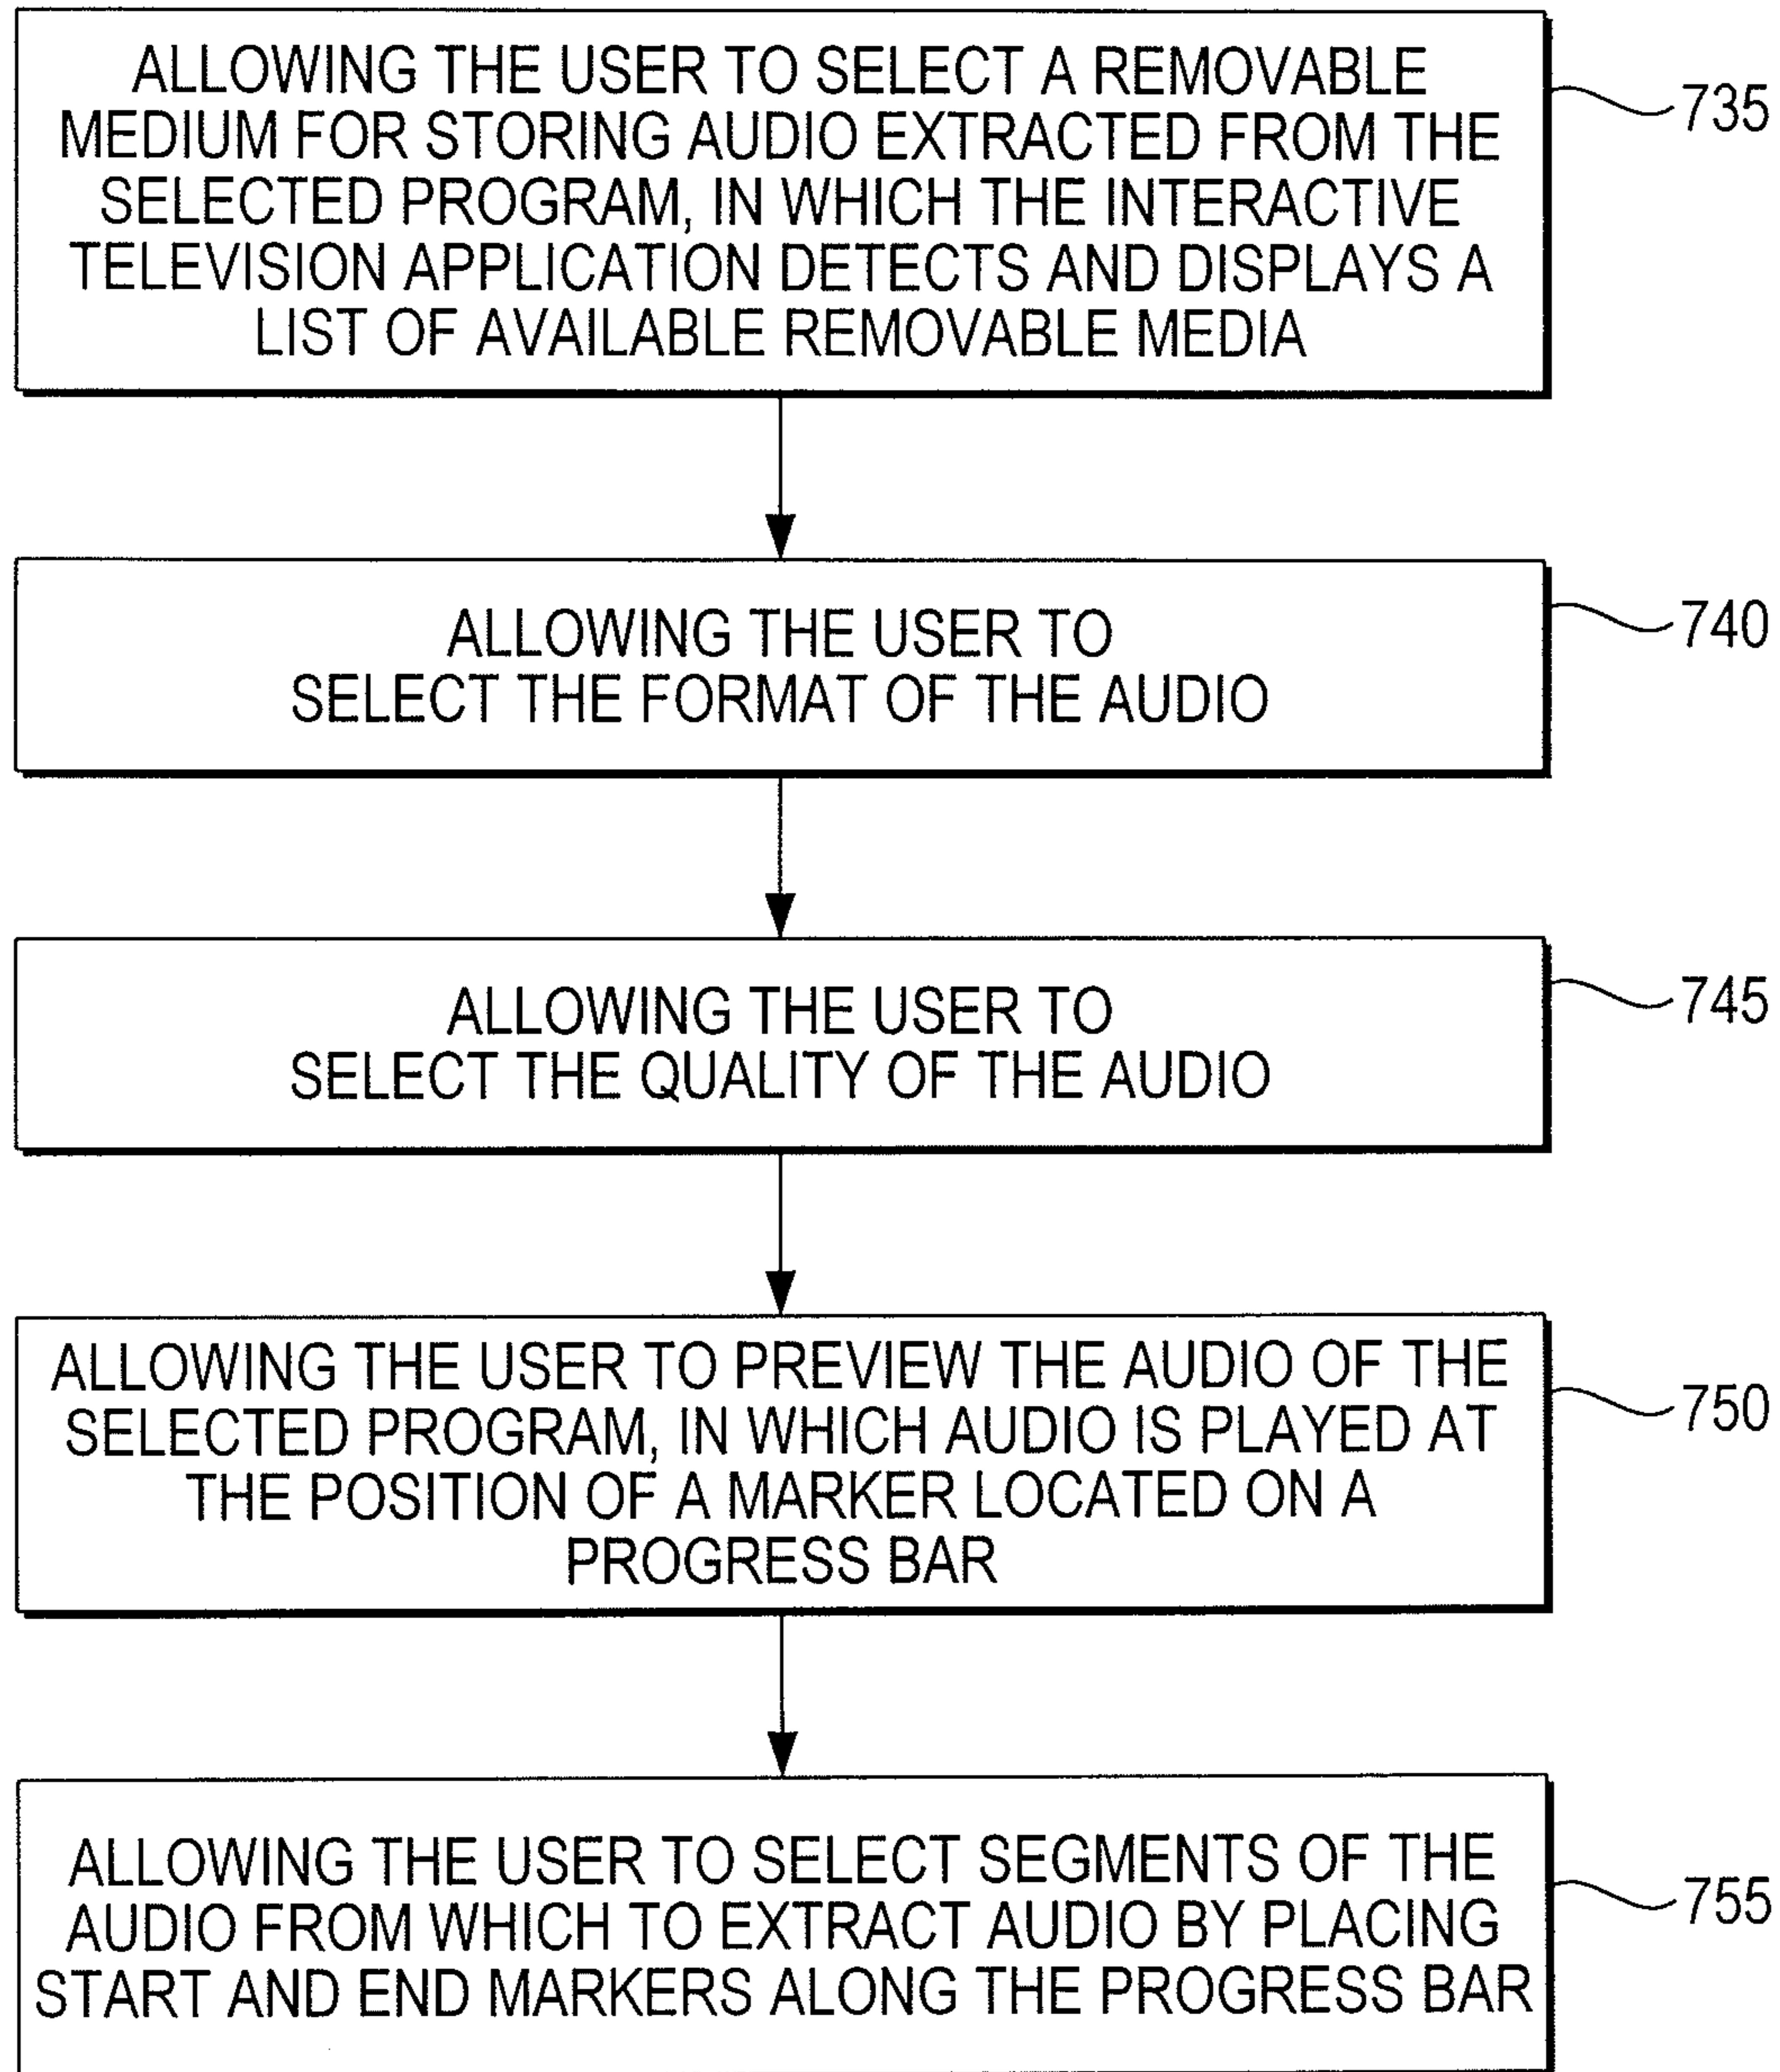 ALLOWING THE USER TO SELECT A REMOVABLE
MEDIUM FOR STORING AUDIO EXTRACTED FROM THE
SELECTED PROGRAM, IN WHICH THE INTERACTIVE
TELEVISION APPLICATION DETECTS AND DISPLAYS A
LIST OF AVAILABLE REMOVABLE MEDIA
735
ALLOWING THE USER TO
SELECT THE FORMAT OF THE AUDIO
740
ALLOWING THE USER TO
SELECT THE QUALITY OF THE AUDIO
745
ALLOWING THE USER TO PREVIEW THE AUDIO OF THE
SELECTED PROGRAM, IN WHICH AUDIO IS PLAYED AT
THE POSITION OF A MARKER LOCATED ON A
PROGRESS BAR
750
ALLOWING THE USER TO SELECT SEGMENTS OF THE
AUDIO FROM WHICH TO EXTRACT AUDIO BY PLACING
START AND END MARKERS ALONG THE PROGRESS BAR
755